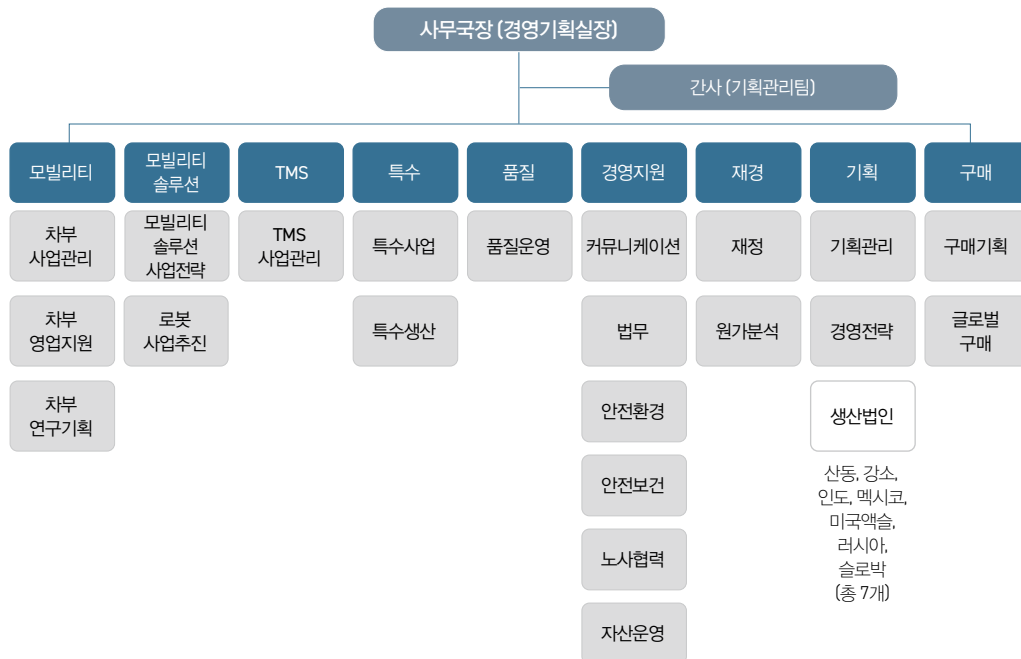 사무국장 (경영기획실장)
간사 (기획관리팀)
모빌리티
모빌리티
솔루션
TMS
특수
품질
경영지원
재경
기획
구매
차부
사업관리
모빌리티
솔루션
사업전략
TMS
사업관리
특수사업
품질운영
커뮤니케이션
재정
기획관리
구매기획
차부
영업지원
로봇
사업추진
특수생산
법무
원가분석
경영전략
글로벌
구매
차부
연구기획
안전환경
생산법인
안전보건
산동, 강소,
인도, 멕시코,
미국액슬,
러시아,
슬로박
(총 7개)
노사협력
자산운영